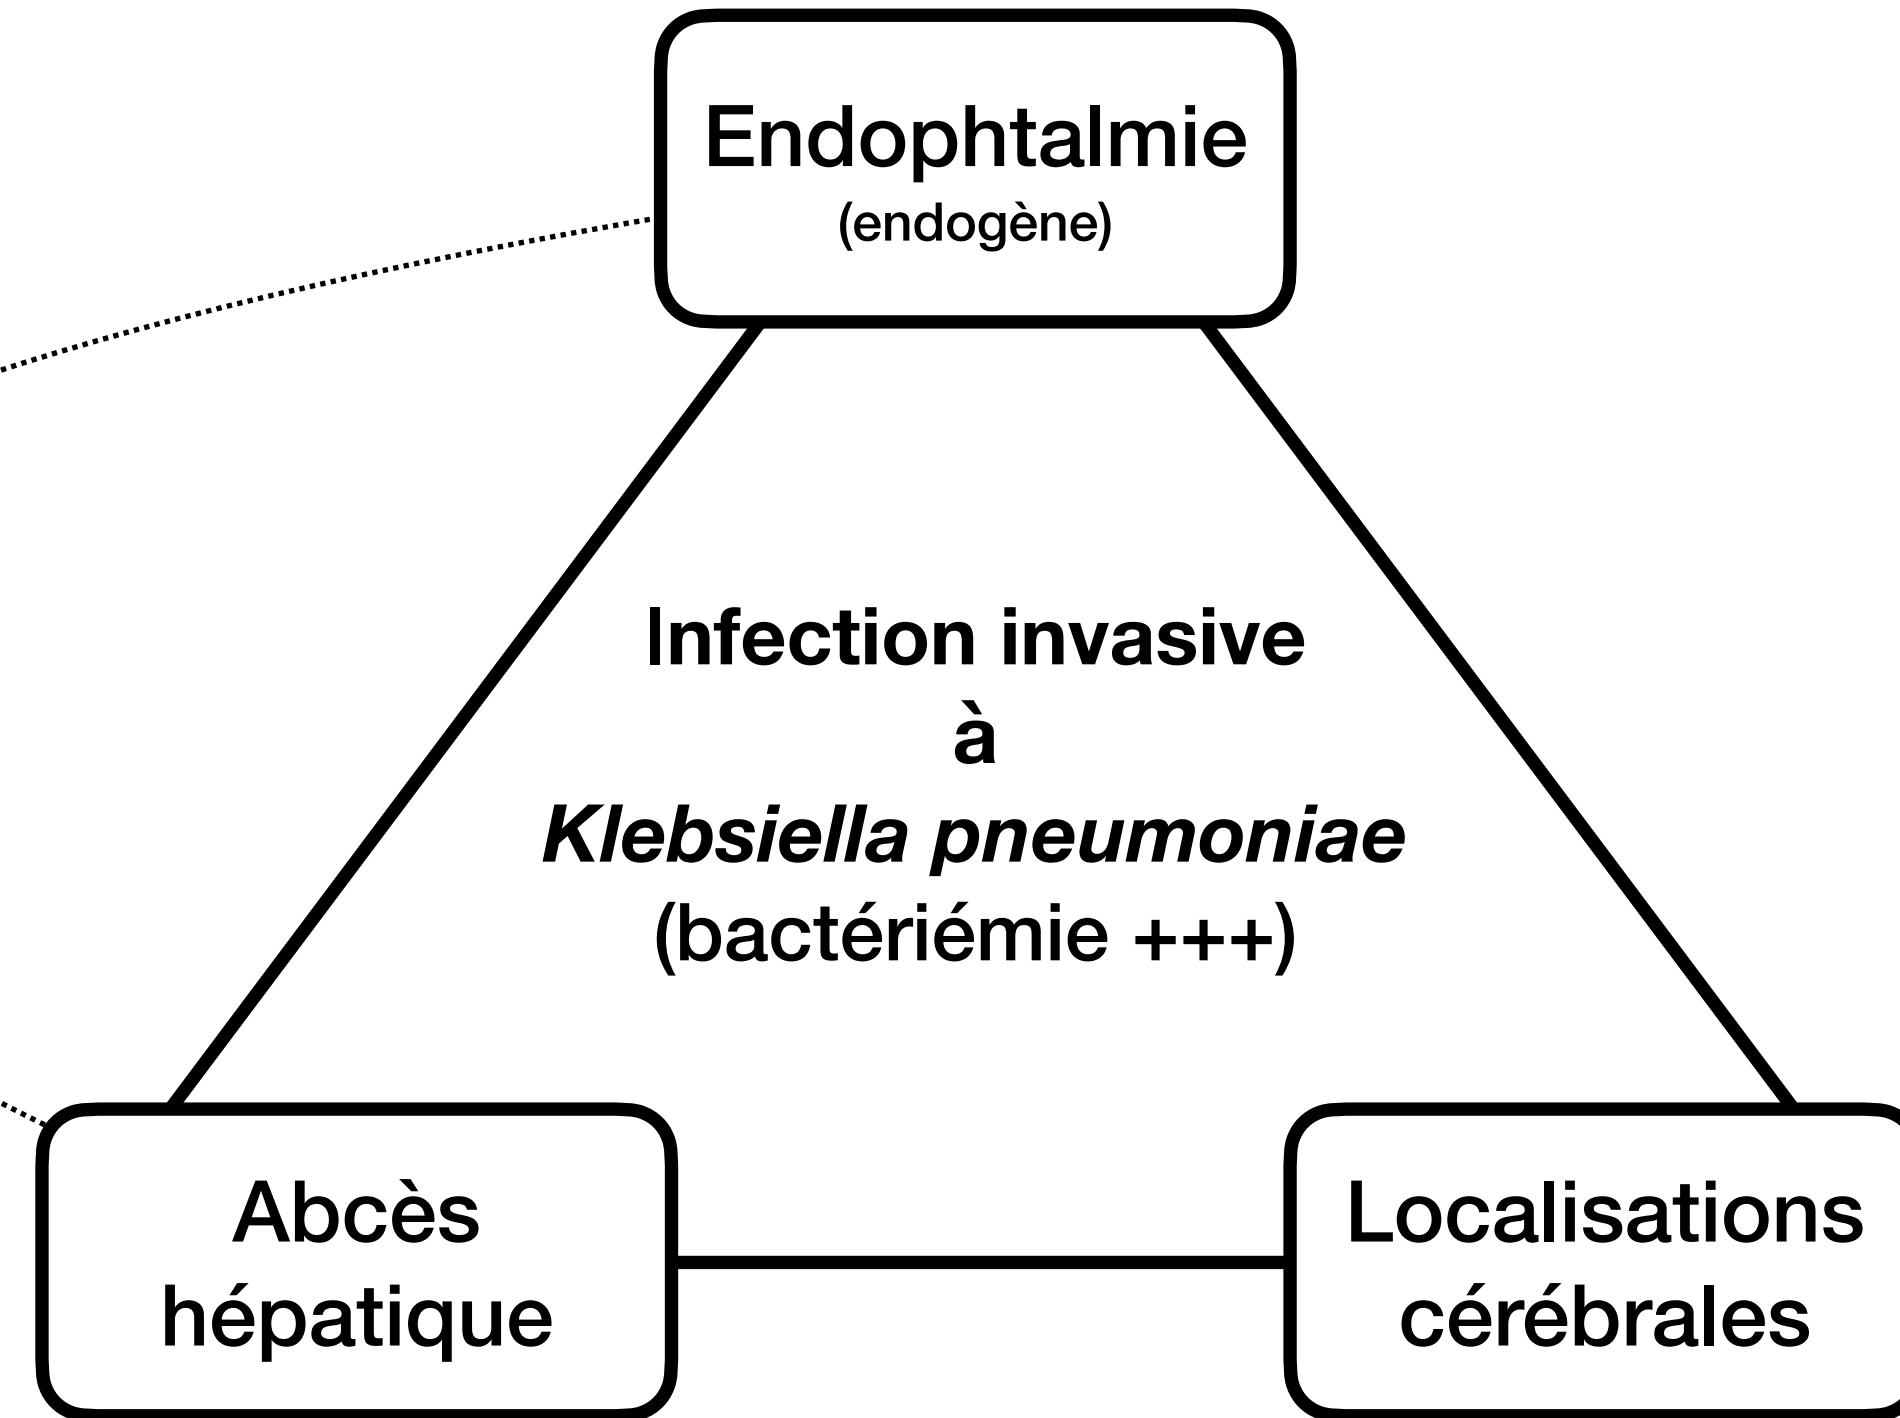 Endophtalmie
(endogène)
Infection invasive
à
Klebsiella pneumoniae
(bactériémie +++)
Abcès
hépatique
Localisations
cérébrales